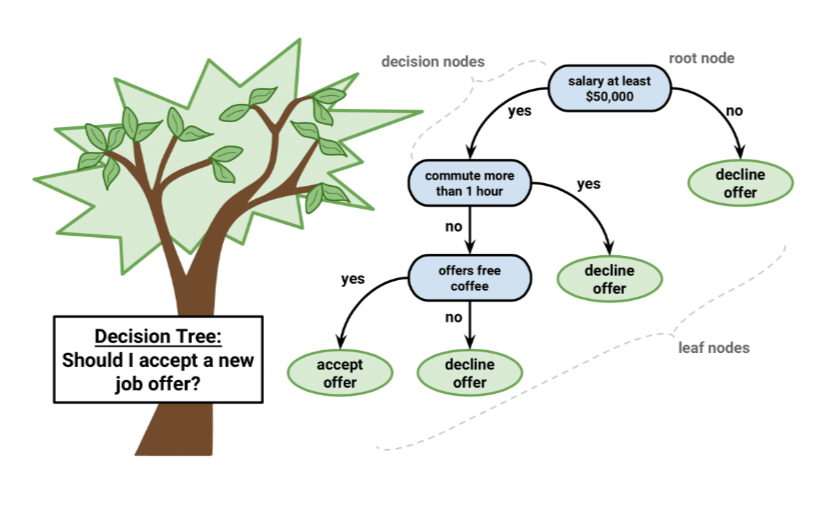 decision nodes
root node
salary at least
$50,000
yes
no
decline
offer
commute more
than 1 hour
yes
no
decline
offer
offers free
coffee
yes
no
accept
offer
decline
offer
leaf nodes
Decision Tree:
Should I accept a new
job offer?